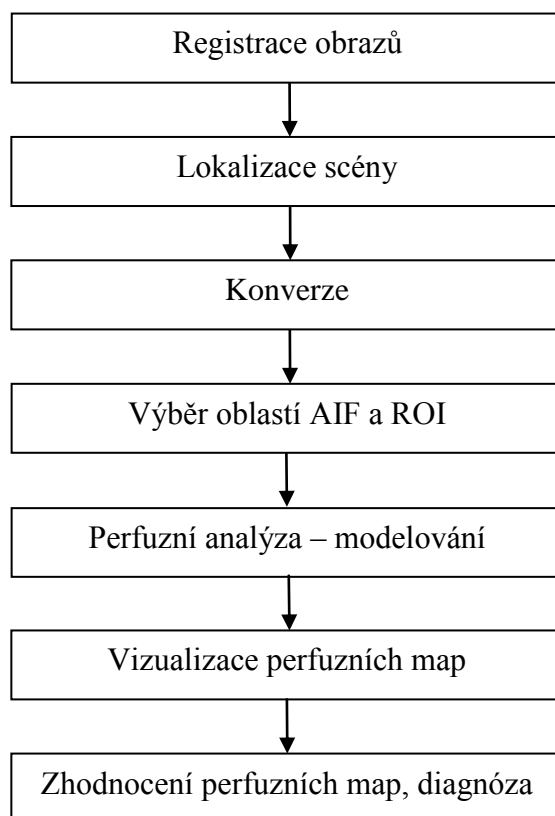 Registrace obrazů
Lokalizace scény
Konverze
Výběr oblastí AIF a ROI
Perfuzní analýza – modelování
Vizualizace perfuzních map
Zhodnocení perfuzních map, diagnóza